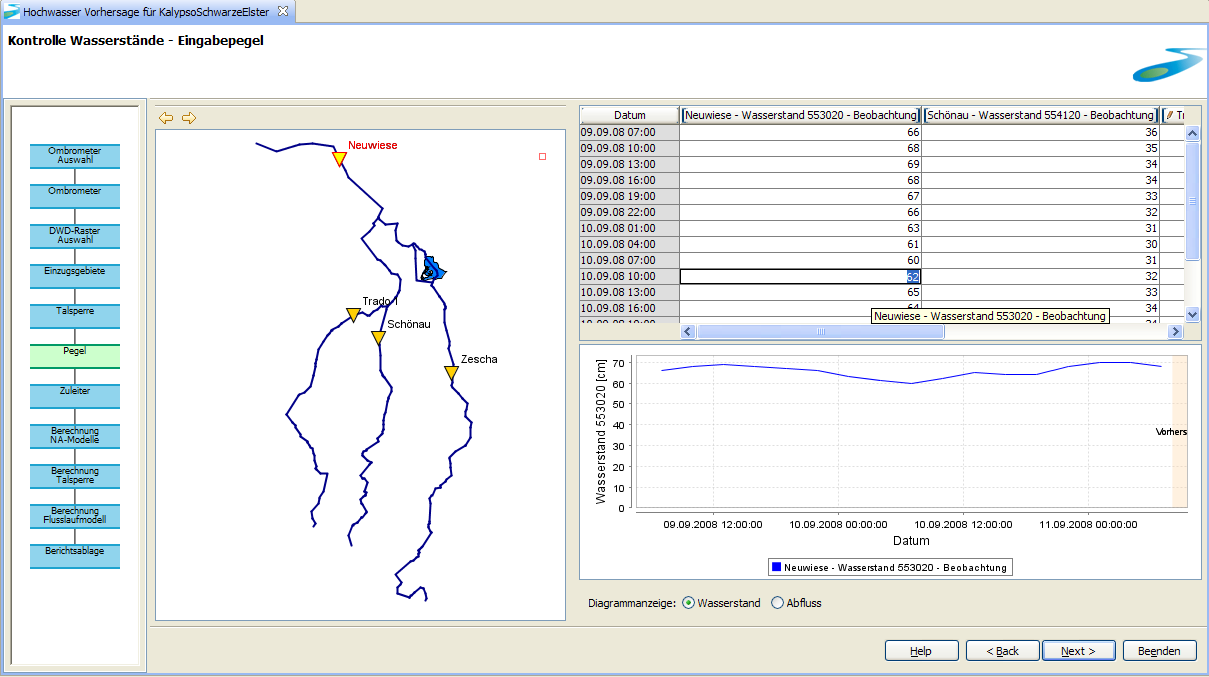 Hochwasser Vorhersage für KalypsoSchwarzeElster
Kontrolle Wasserstände - Eingabepegel
Ombrometer
Auswahl
Ombrometer
DWD-Raster
Auswahl
Einzugsgebiete
Talsperre
Pegel
Zuleiter
Berechnung
NA-Modelle
Berechnung
Talsperre
Berechnung
Flusslaufmodell
Berichtsablage
Neuwiese
Trado 1
Schönau
Zescha
Datum Neuwiese - Wasserstand 553020 - Beobachtung Schönau - Wasserstand 554120 - Beobachtung
09.09.08 07:00 66 36
09.09.08 10:00 68 35
09.09.08 13:00 69 34
09.09.08 16:00 68 34
09.09.08 19:00 67 33
09.09.08 22:00 66 32
10.09.08 01:00 63 31
10.09.08 04:00 61 30
10.09.08 07:00 60 31
10.09.08 10:00 62 32
10.09.08 13:00 65 33
10.09.08 16:00 64 34
Neuwiese - Wasserstand 553020 - Beobachtung
Wasserstand 553020 [cm]
70
60
50
40
30
20
10
0
Vorhers
09.09.2008 12:00:00 10.09.2008 00:00:00 10.09.2008 12:00:00 11.09.2008 00:00:00
Datum
Neuwiese - Wasserstand 553020 - Beobachtung
Diagrammanzeige: Wasserstand Abfluss
Help < Back Next > Beenden